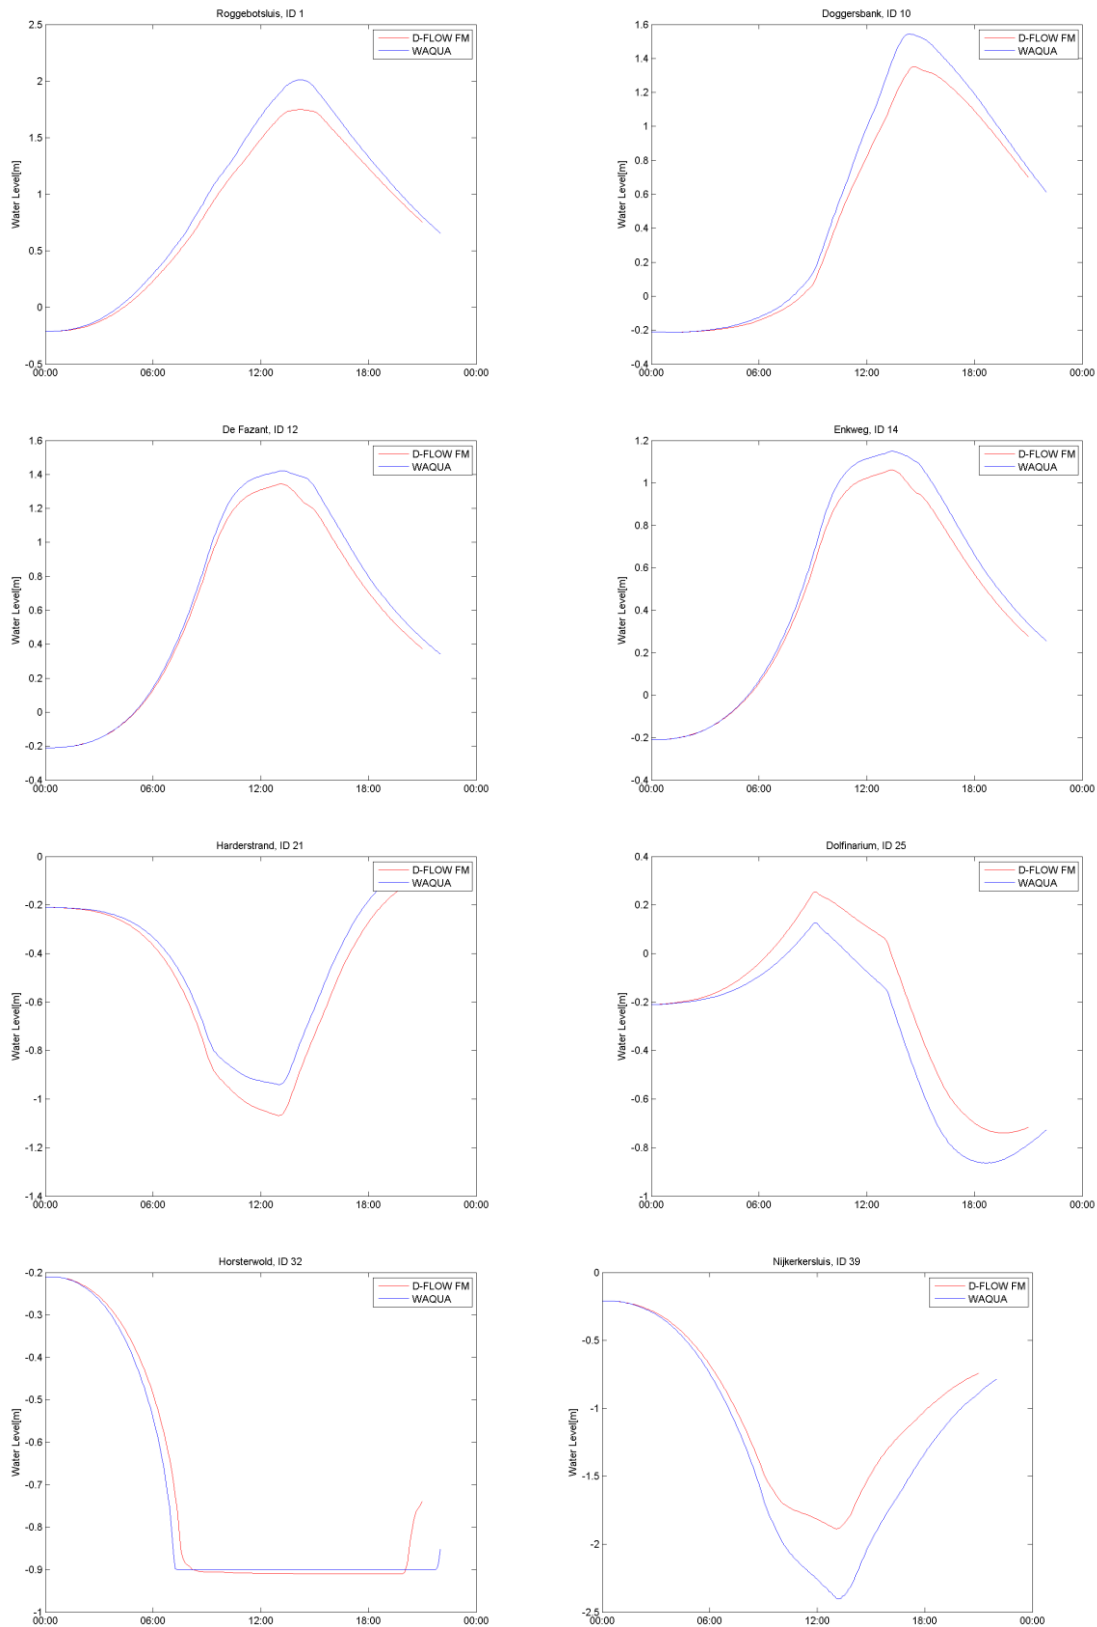 Roggebotsluis, ID 1
2.5
2
1.5
1
0.5
0
-0.5
Water Level[m]
00:00 06:00 12:00 18:00 00:00
D-FLOW FM
WAQUA
Doggersbank, ID 10
1.6
1.4
1.2
1
0.8
0.6
0.4
0.2
0
-0.2
-0.4
Water Level[m]
00:00 06:00 12:00 18:00 00:00
D-FLOW FM
WAQUA
De Fazant, ID 12
1.6
1.4
1.2
1
0.8
0.6
0.4
0.2
0
-0.2
-0.4
Water Level[m]
00:00 06:00 12:00 18:00 00:00
D-FLOW FM
WAQUA
Enkweg, ID 14
1.2
1
0.8
0.6
0.4
0.2
0
-0.2
-0.4
Water Level[m]
00:00 06:00 12:00 18:00 00:00
D-FLOW FM
WAQUA
Harderstrand, ID 21
0
-0.2
-0.4
-0.6
-0.8
-1
-1.2
-1.4
Water Level[m]
00:00 06:00 12:00 18:00 00:00
D-FLOW FM
WAQUA
Dolfinarium, ID 25
0.4
0.2
0
-0.2
-0.4
-0.6
-0.8
-1
Water Level[m]
00:00 06:00 12:00 18:00 00:00
D-FLOW FM
WAQUA
Horsterwold, ID 32
-0.2
-0.3
-0.4
-0.5
-0.6
-0.7
-0.8
-0.9
-1
Water Level[m]
00:00 06:00 12:00 18:00 00:00
D-FLOW FM
WAQUA
Nijkerkersluis, ID 39
0
-0.5
-1
-1.5
-2
-2.5
Water Level[m]
00:00 06:00 12:00 18:00 00:00
D-FLOW FM
WAQUA